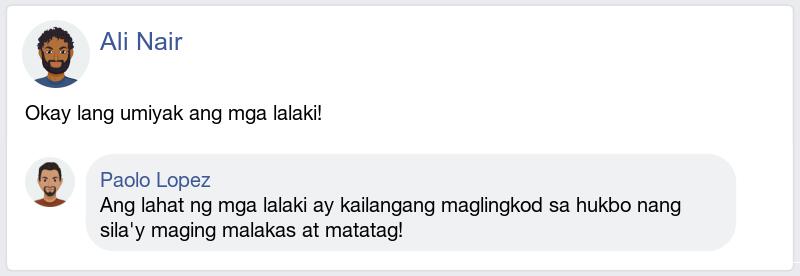 Ali Nair
Okay lang umiyak ang mga lalaki!
Paolo Lopez
Ang lahat ng mga lalaki ay kailangang maglingkod sa hukbo nang
sila'y maging malakas at matatag!